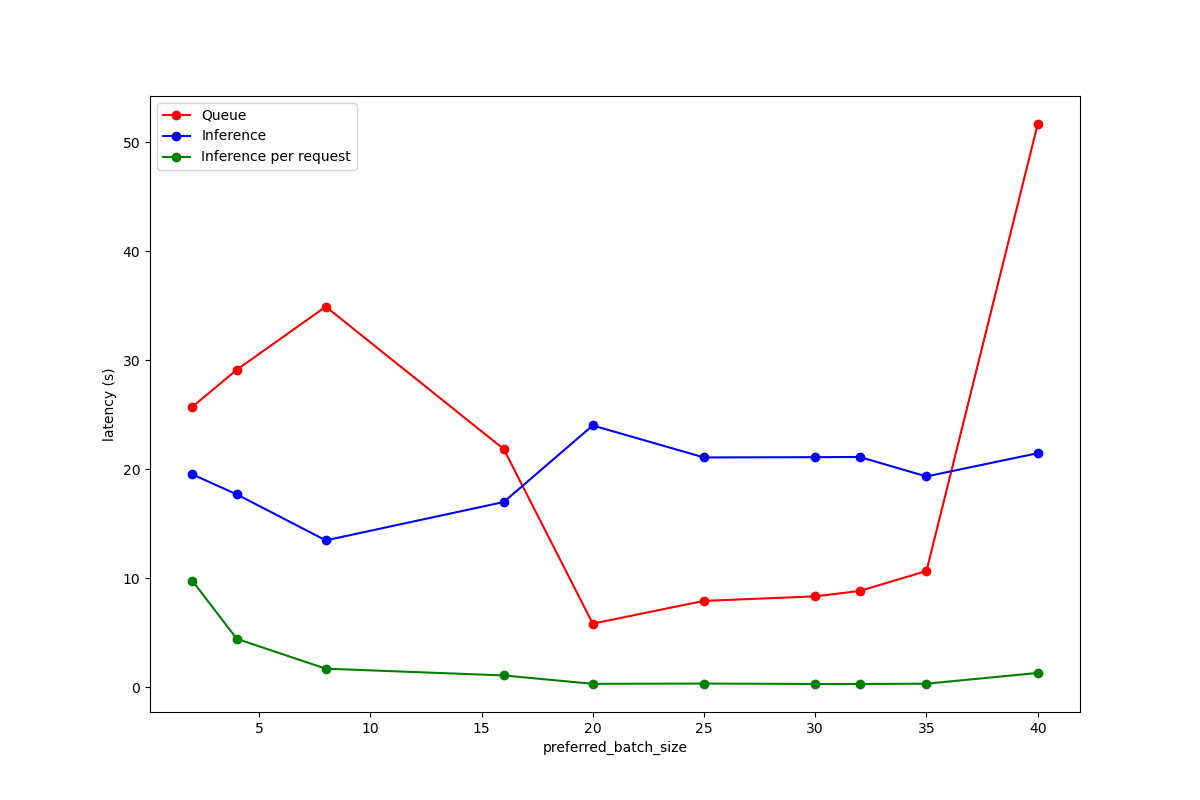 Queue
Inference
Inference per request
50
40
30
20
10
0
latency (s)
5 10 15 20 25 30 35 40
preferred_batch_size